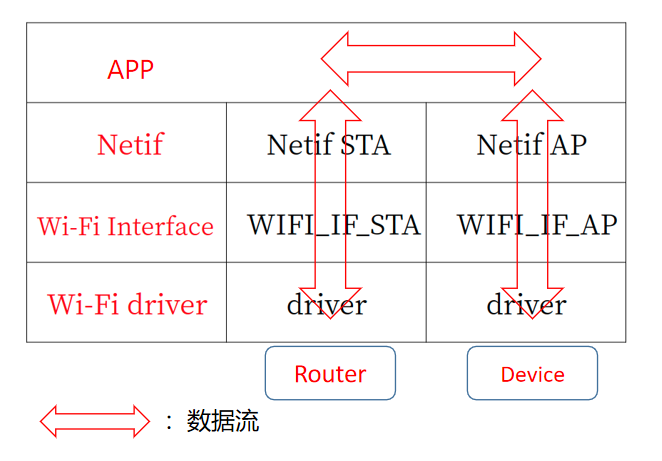 APP
Netif Netif STA Netif AP
Wi-Fi Interface WIFI_IF_STA WIFI_IF_AP
Wi-Fi driver driver driver
Router Device
：数据流